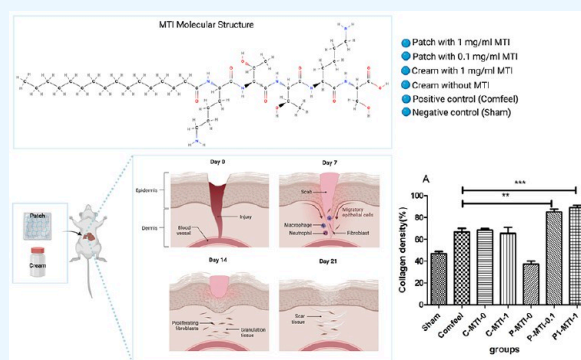 MTI Molecular Structure
Patch with 1 mg/ml MTI
Patch with 0.1 mg/ml MTI
Cream with 1 mg/ml MTI
Cream without MTI
Positive control (Comfeel)
Negative control (Sham)
Patch
Cream
Day 0
Epidermis
Dermis
Injury
Blood
vessel
Day 7
Scab
Migratory
epithelial cells
Macrophage
Neutrophil
Fibroblast
Day 14
Proliferating
fibroblasts
Granulation
tissue
Day 21
Scar
tissue
A
Collagen density(%)
100
80
60
40
20
0
***
**
Sham
Comfeel
C-MTI-0
C-MTI-1
P-MTI-0
P-MTI-0.1
P1-MTI-1
groups